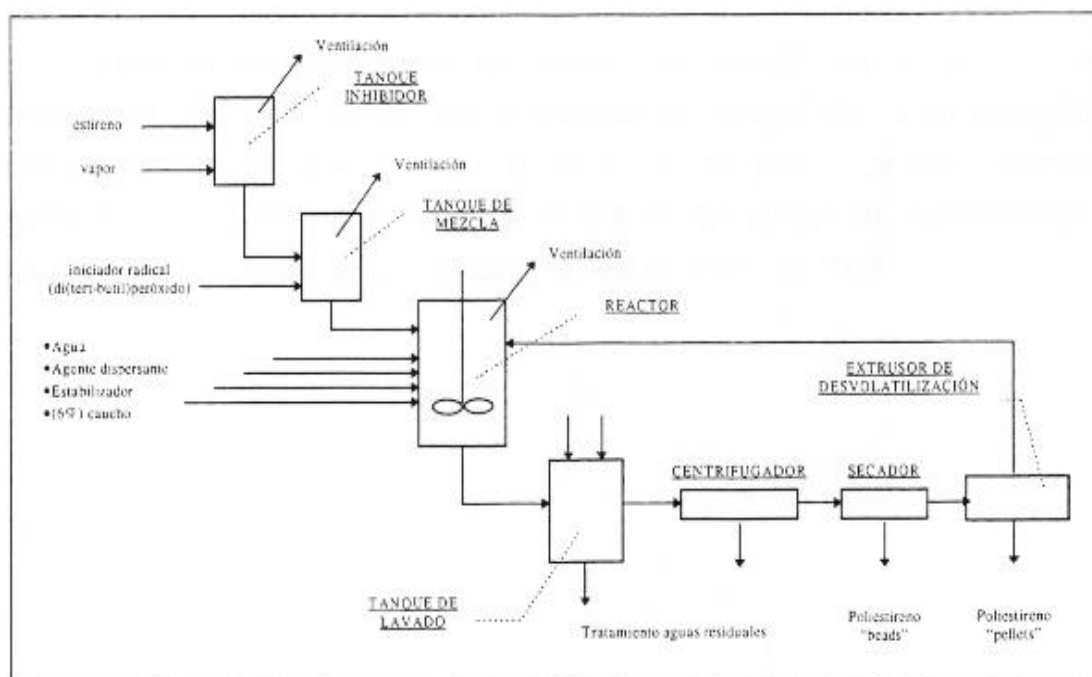 Ventilación
TANQUE
INHIBIDOR
estireno
vapor
Ventilación
TANQUE DE
MEZCLA
iniciador radical
(di(tert-butil)peróxido)
Ventilación
REACTOR
•Agua
•Agente dispersante
•Estabilizador
•(6%) caucho
EXTRUSOR DE
DESVOLATILIZACIÓN
CENTRIFUGADOR
SECADOR
TANQUE DE
LAVADO
Tratamiento aguas residuales
Poliestireno
"beads"
Poliestireno
"pellets"